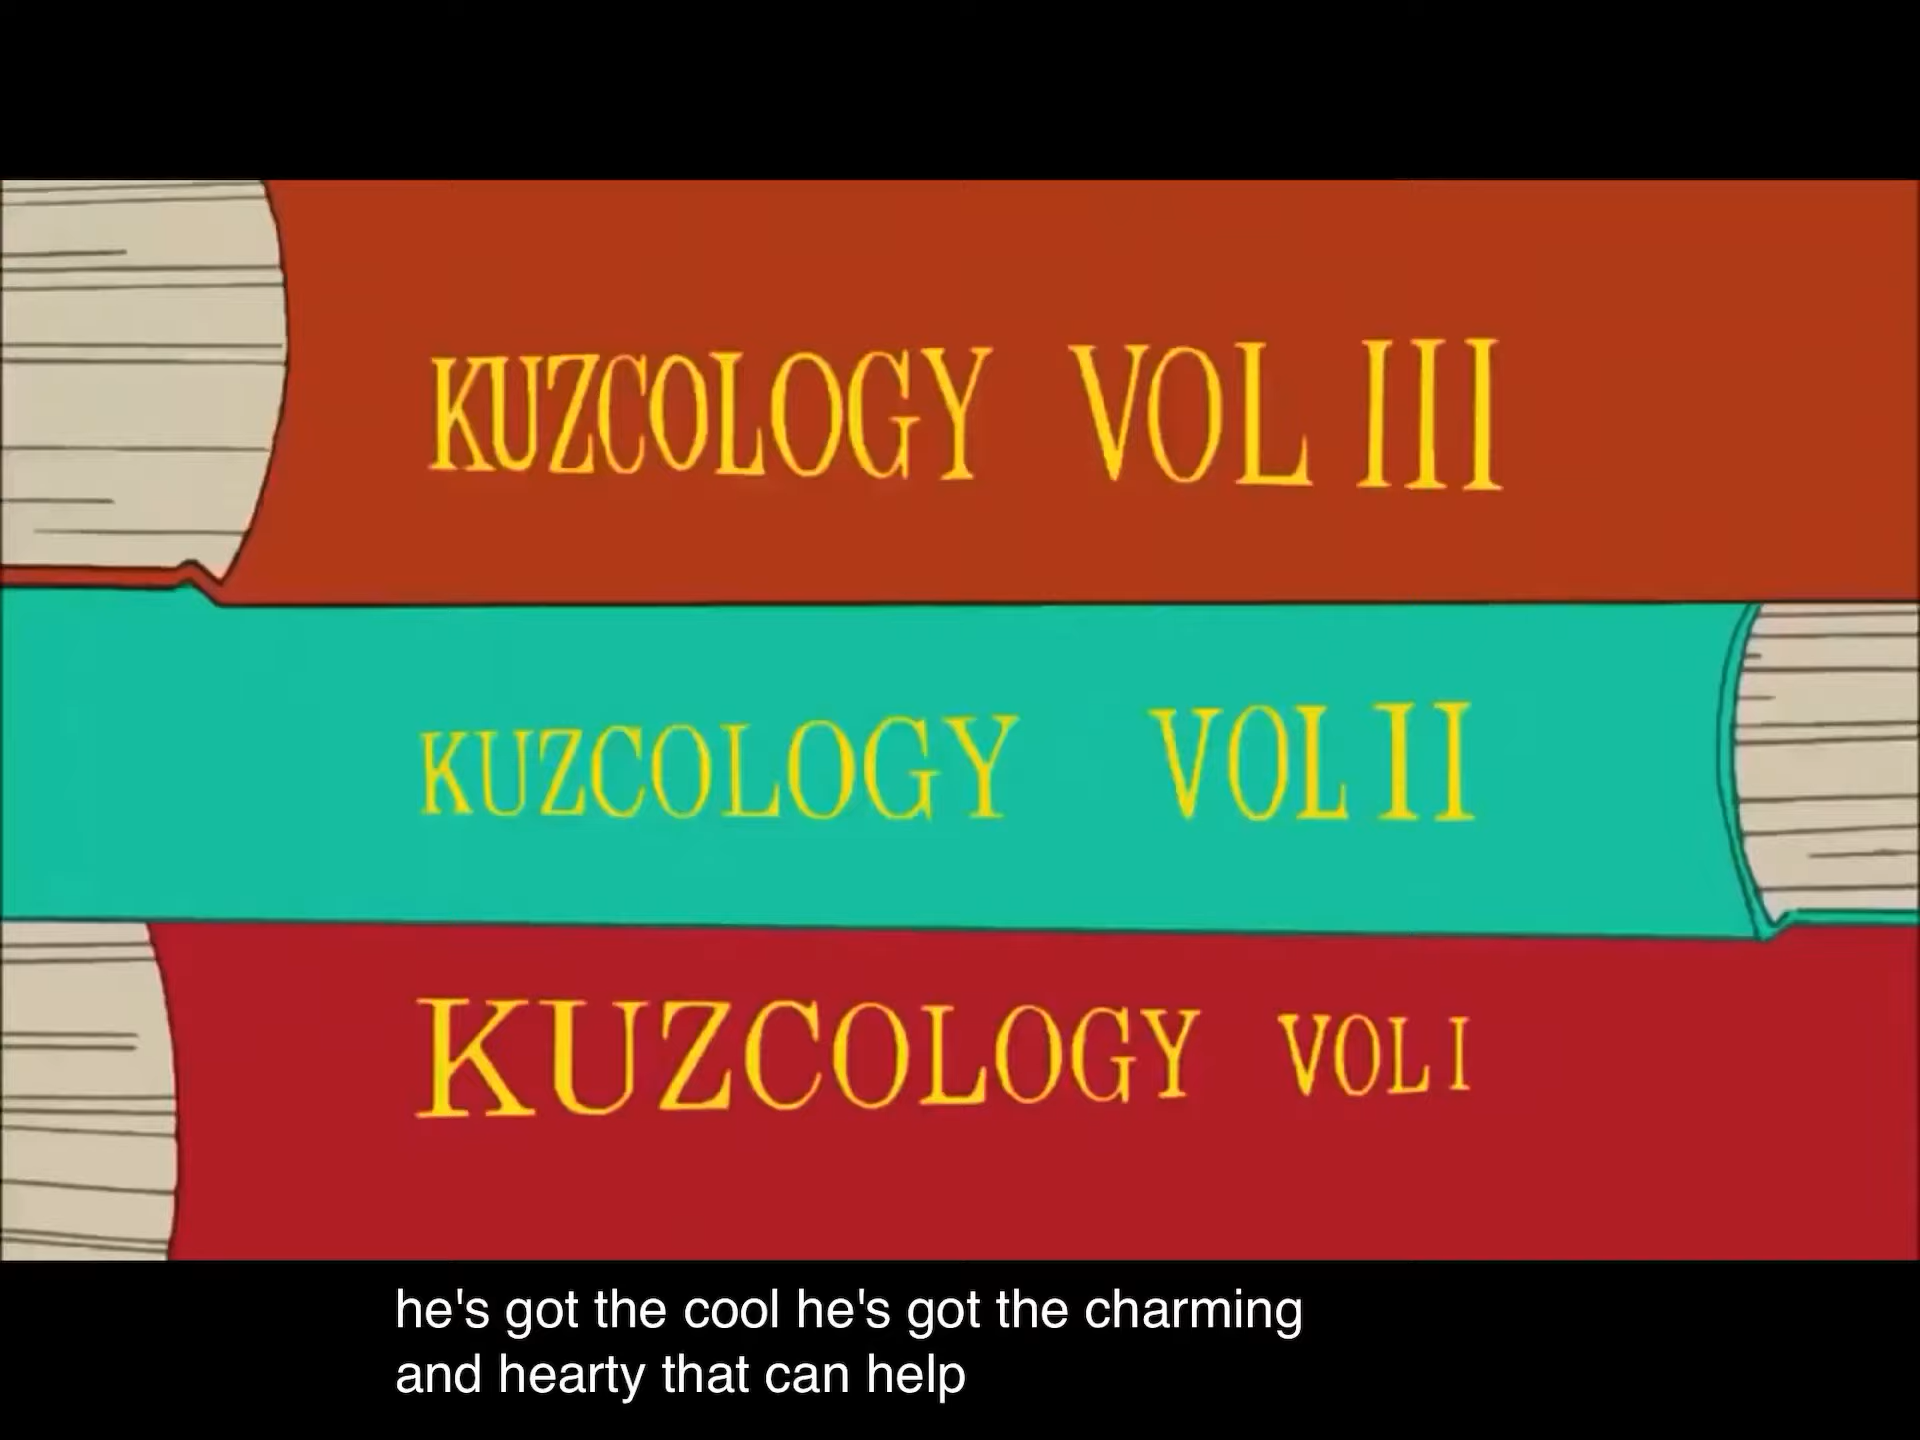 KUZCOLOGY VOL III
KUZCOLOGY VOL II
KUZCOLOGY VOL I
he's got the cool he's got the charming
and hearty that can help